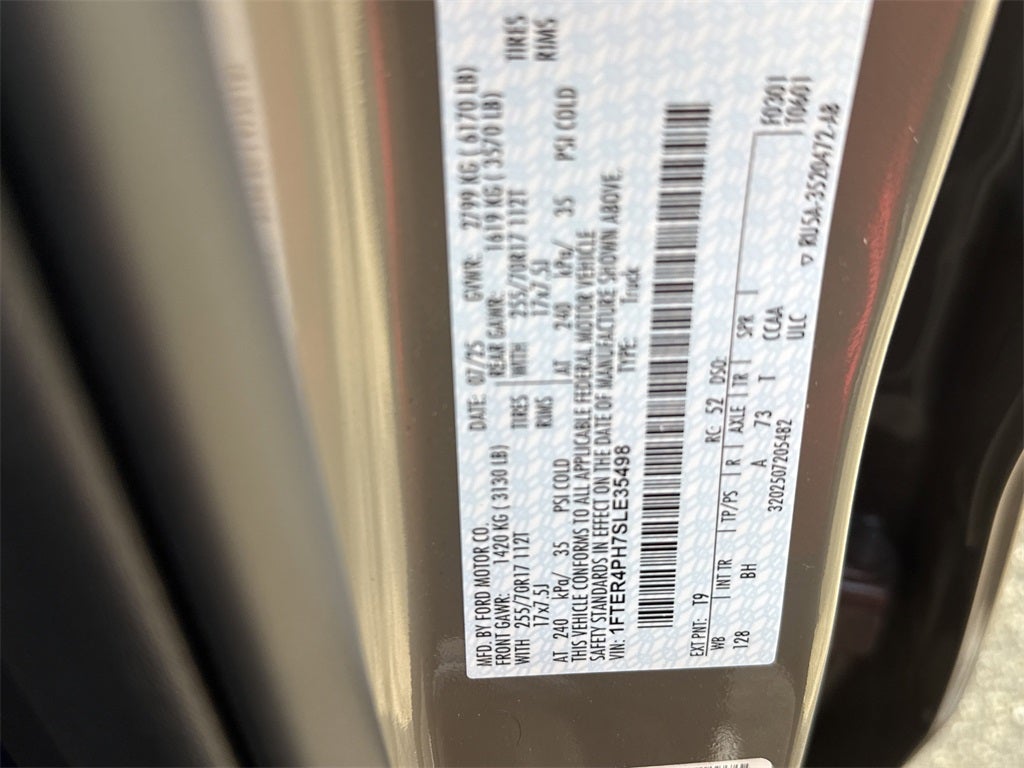 MFD. BY FORD MOTOR CO. DATE: 07/25 GVWR: 2799 KG ( 6170 LB)
FRONT GAWR: 1420 KG ( 3130 LB) REAR GAWR: 1619 KG ( 3570 LB)
WITH 255/70R17 112T TIRES WITH 255/70R17 112T TIRES
17x7.5J RIMS 17x7.5J RIMS
AT 240 kPa/ 35 PSI COLD AT 240 kPa/ 35 PSI COLD
THIS VEHICLE CONFORMS TO ALL APPLICABLE FEDERAL MOTOR VEHICLE
SAFETY STANDARDS IN EFFECT ON THE DATE OF MANUFACTURE SHOWN ABOVE.
VIN: 1FTER4PH7SLE35498 TYPE: Truck
EXT PNT: T9 RC: 52 DSO: F0301
WB INT TR TP/PS R AXLE TR SPR T0601
128 BH A 73 T CCAA
3202507205482 ULC
▽ RU5A-3520472-AB